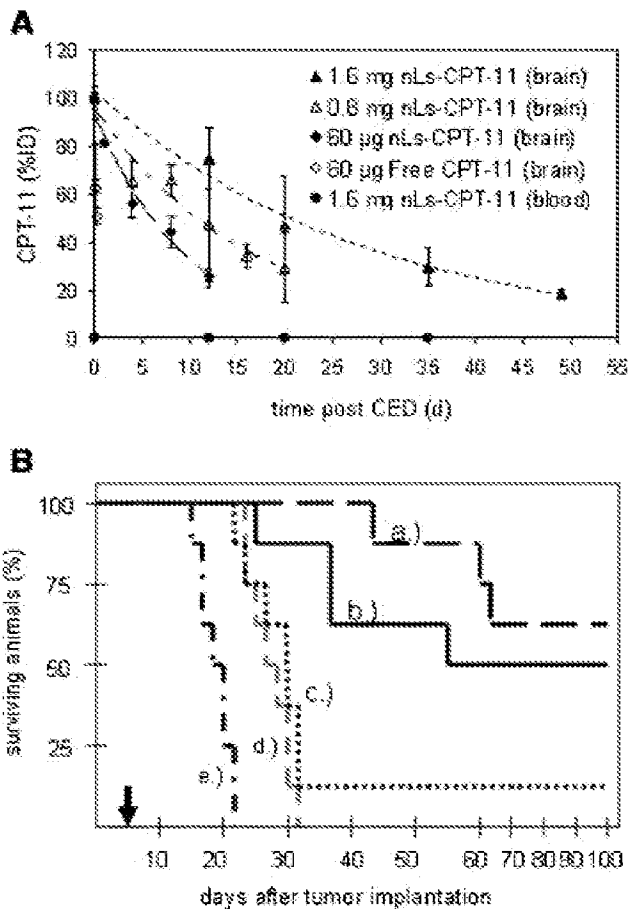 A
120
100
80
60
40
20
0
CPT-11 (%ID)
1.6 mg nLs-CPT-11 (brain)
0.8 mg nLs-CPT-11 (brain)
60 µg nLs-CPT-11 (brain)
60 µg Free CPT-11 (brain)
1.6 mg nLs-CPT-11 (blood)
0 5 10 15 20 25 30 35 40 45 50 55
time post CED (d)
B
100
75
50
25
surviving animals (%)
a.)
b.)
c.)
d.)
e.)
10 20 30 40 50 60 70 80 90 100
days after tumor implantation